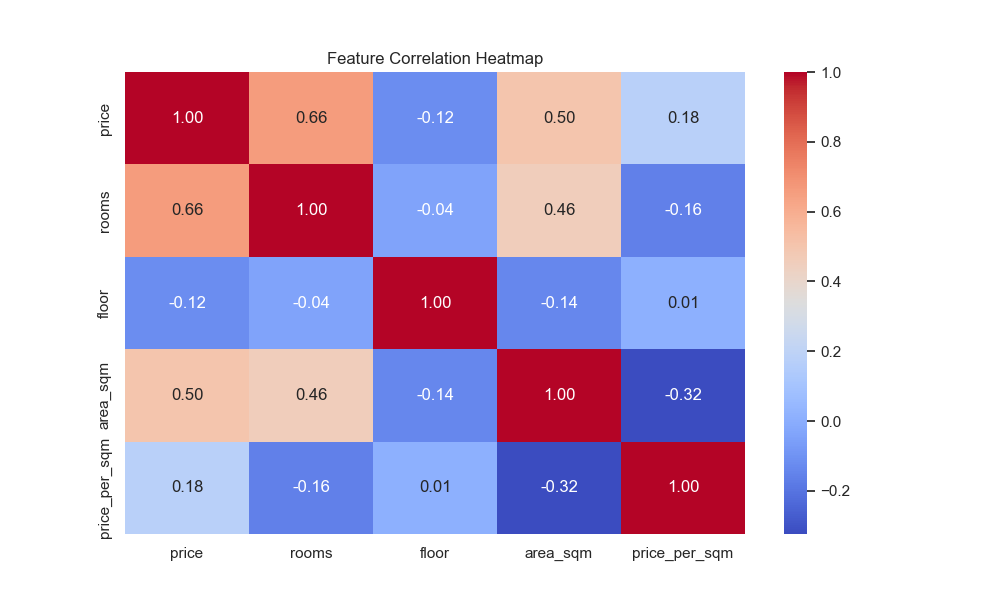 Feature Correlation Heatmap
price
1.00
0.66
-0.12
0.50
0.18
rooms
0.66
1.00
-0.04
0.46
-0.16
floor
-0.12
-0.04
1.00
-0.14
0.01
area_sqm
0.50
0.46
-0.14
1.00
-0.32
price_per_sqm
0.18
-0.16
0.01
-0.32
1.00
price
rooms
floor
area_sqm
price_per_sqm
1.0
0.8
0.6
0.4
0.2
0.0
−0.2